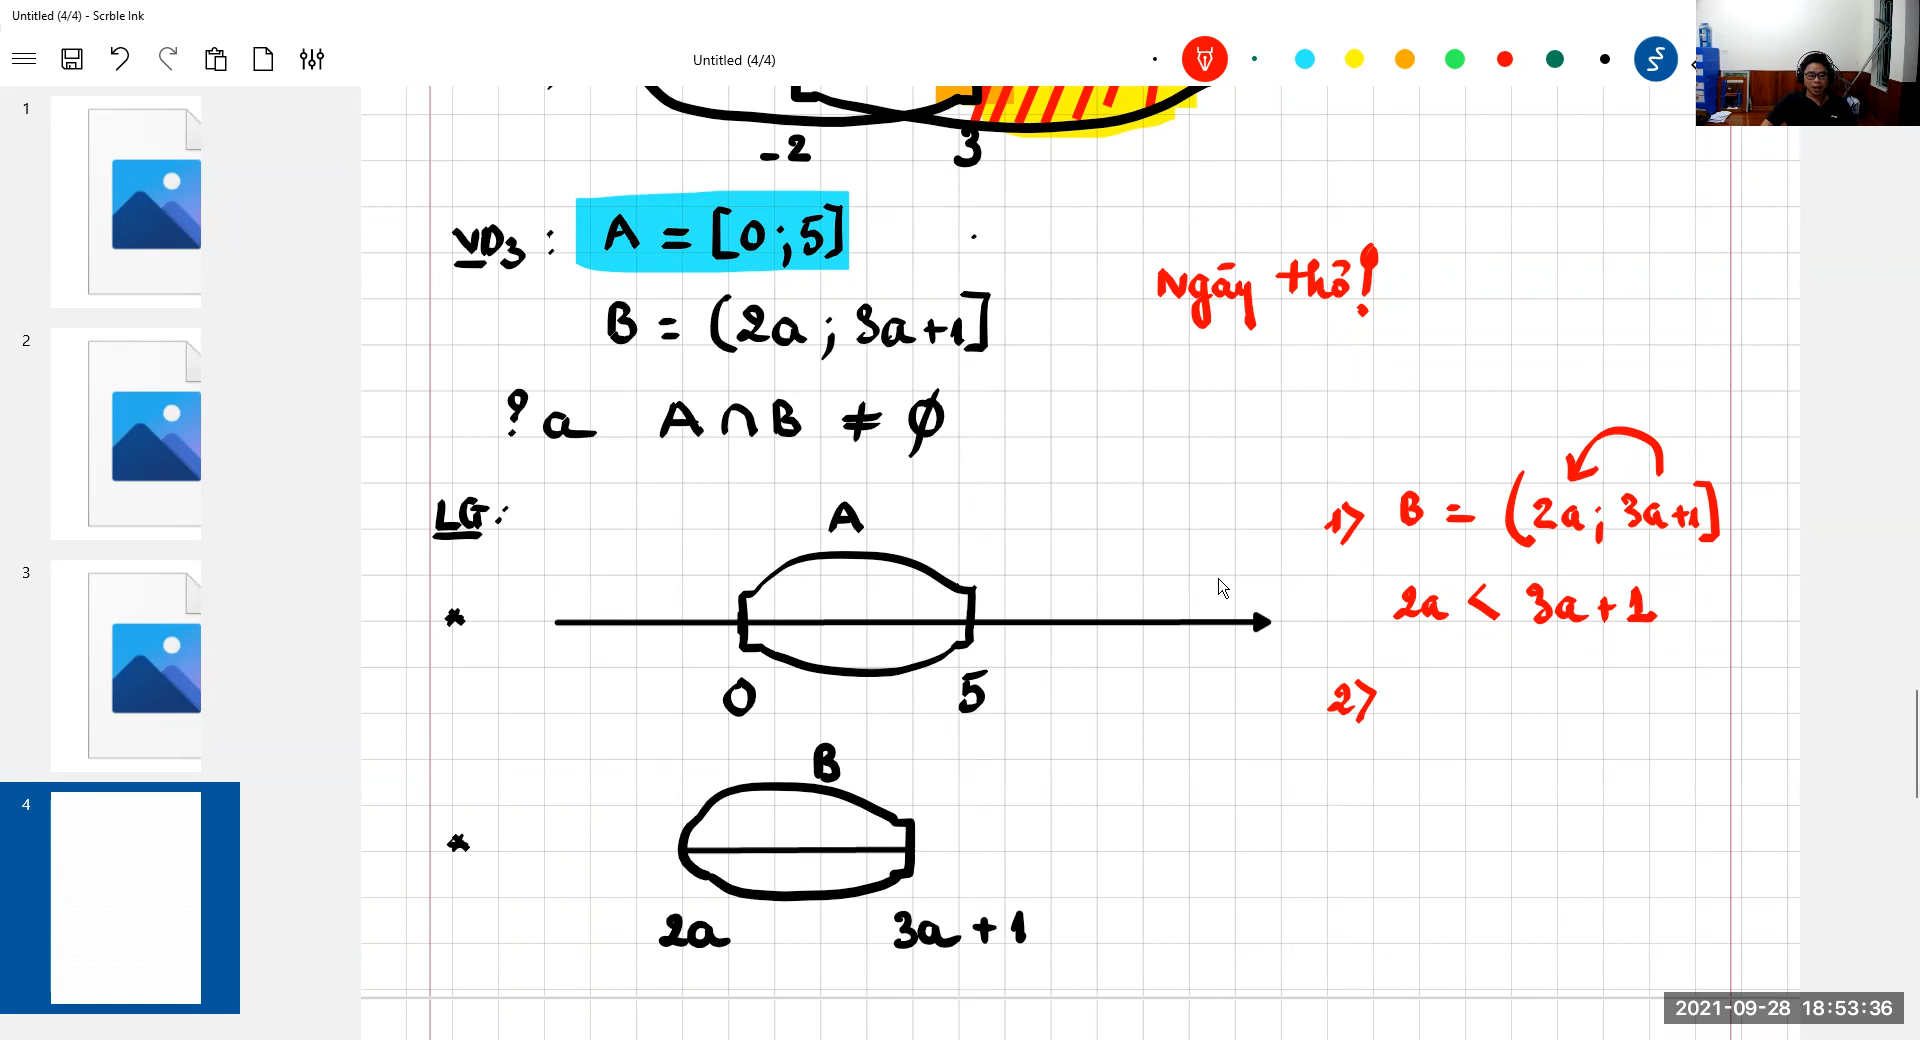 Untitled (4/4) - Scrble Ink
Untitled (4/4)
1
2
3
4
-2
3
VD3 : A = [0 ; 5]
B = (2a ; 3a+1]
? a A ∩ B ≠ ∅
LG :
A
*
0
5
B
*
2a
3a + 1
Ngáy thỏ!
1> B = (2a ; 3a+1]
2a < 3a + 1
2>
2021-09-28 18:53:36